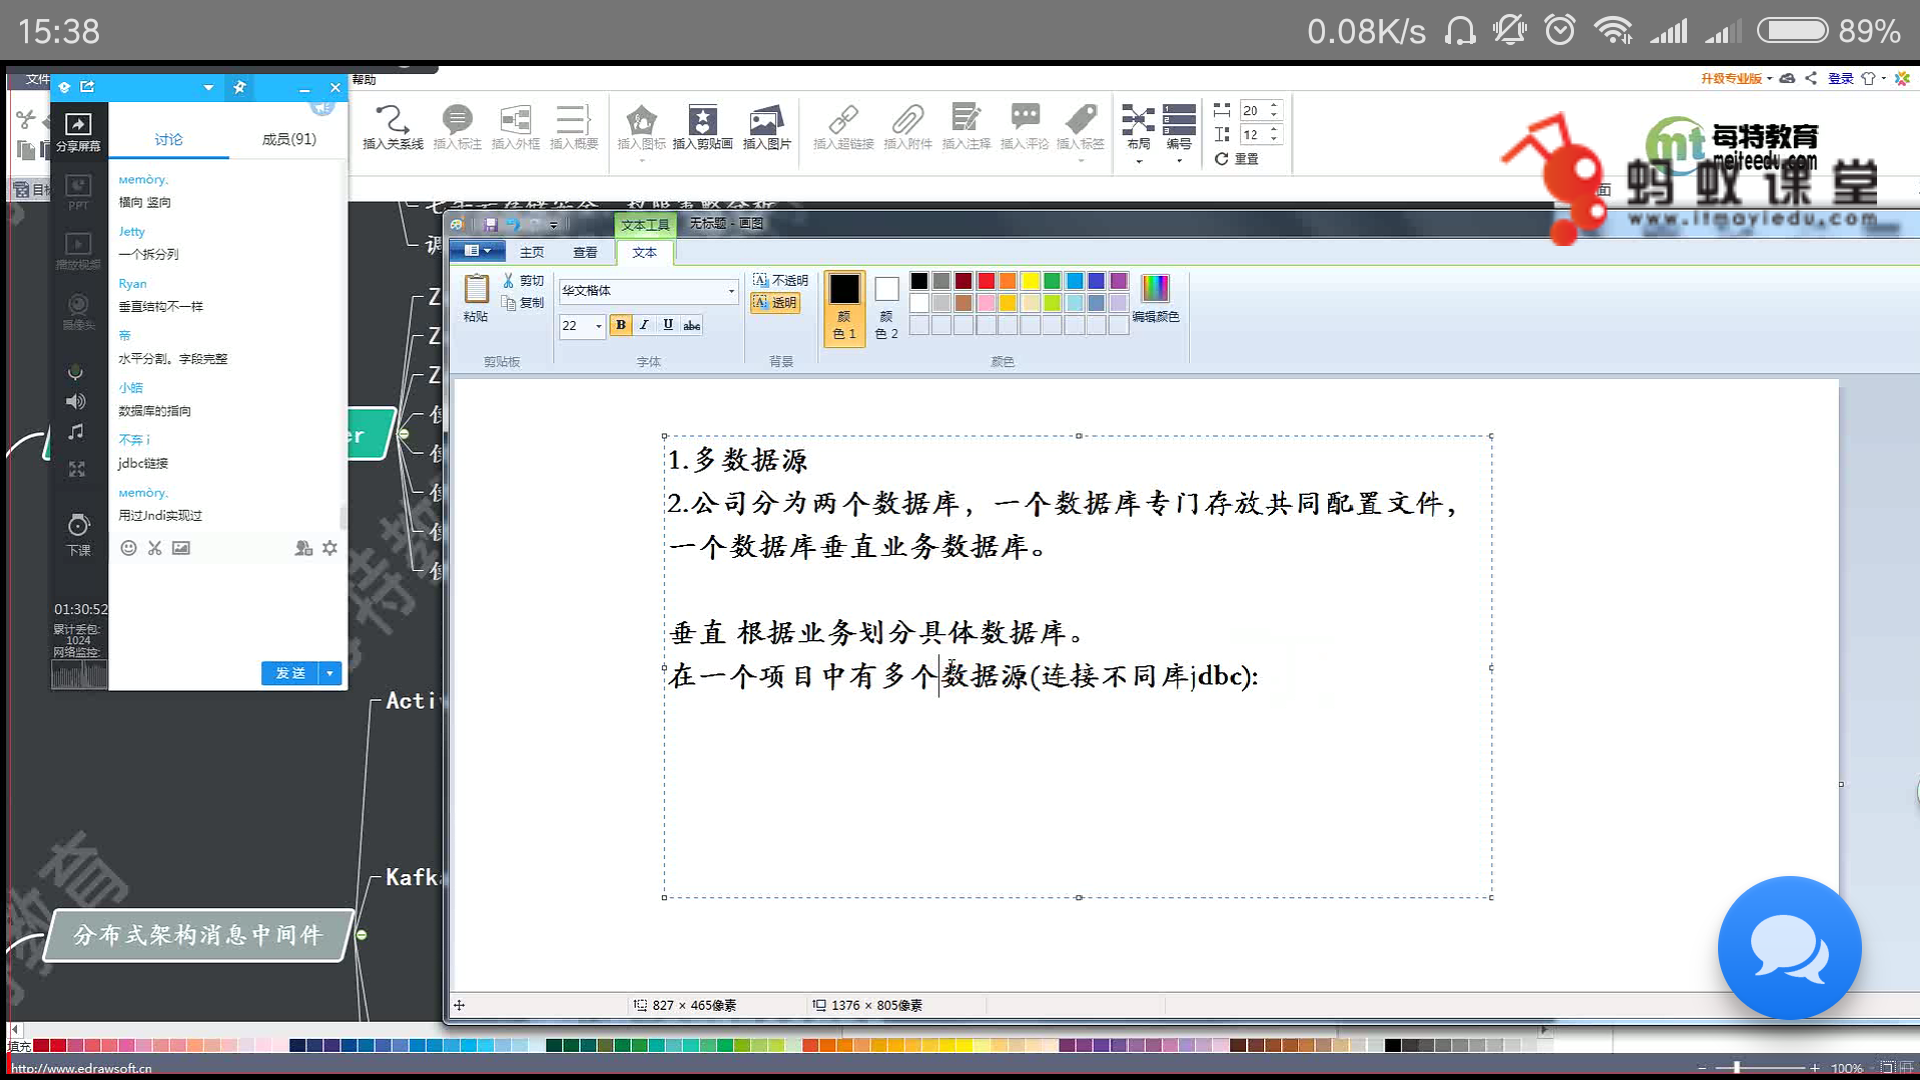 15:38
0.08K/s
89%
文件
帮助
升级专业版
登录
插入关系线
插入标注
插入外框
插入概要
插入图标
插入剪贴画
插入图片
插入超链接
插入附件
插入注释
插入评论
插入标签
布局
编号
20
12
重置
mt
每特教育
meiteedu.com
蚂蚁课堂
www.itmayiedu.com
分享屏幕
PPT
播放视频
摄像头
下课
01:30:52
累计丢包:
1024
网络监控:
讨论
成员(91)
мemòry.
横向 竖向
Jetty
一个拆分列
Ryan
垂直结构不一样
帝
水平分割。字段完整
小皓
数据库的指向
不弃 i
jdbc链接
мemòry.
用过Jndi实现过
发送
文本工具
无标题 - 画图
主页
查看
文本
粘贴
剪切
复制
剪贴板
华文楷体
22
B
I
U
abc
字体
不透明
透明
背景
颜
色 1
颜
色 2
编辑颜色
颜色
1.多数据源
2.公司分为两个数据库，一个数据库专门存放共同配置文件，
一个数据库垂直业务数据库。
垂直 根据业务划分具体数据库。
在一个项目中有多个数据源(连接不同库jdbc):
827 × 465像素
1376 × 805像素
er
Kafk
分布式架构消息中间件
填充
http://www.edrawsoft.cn
100%